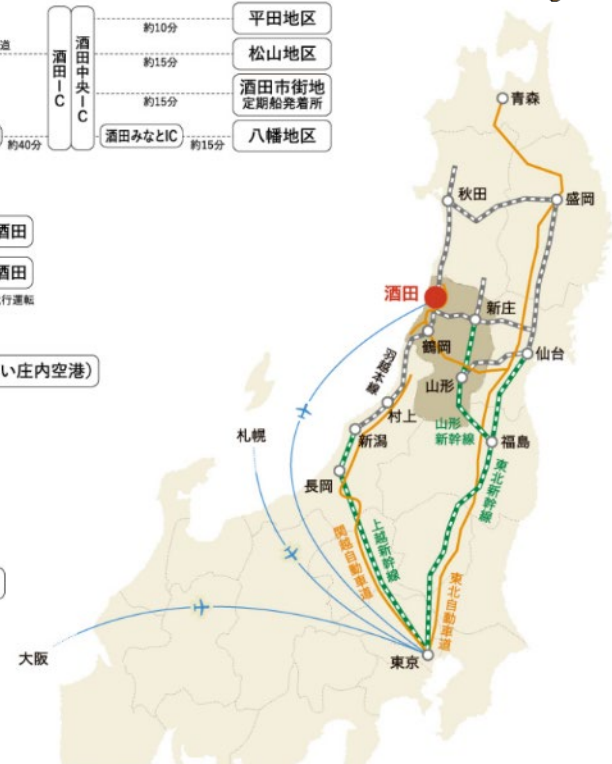 道
約40分
酒田IC
酒田中央IC
約10分
平田地区
約15分
松山地区
約15分
酒田市街地
定期船発着所
酒田みなとIC
約15分
八幡地区
酒田
酒田
行運転
い庄内空港）
青森
秋田
盛岡
酒田
新庄
鶴岡
仙台
羽越本線
山形
村上
山形
新幹線
札幌
新潟
福島
長岡
東北新幹線
上越新幹線
関越自動車道
東北自動車道
大阪
東京